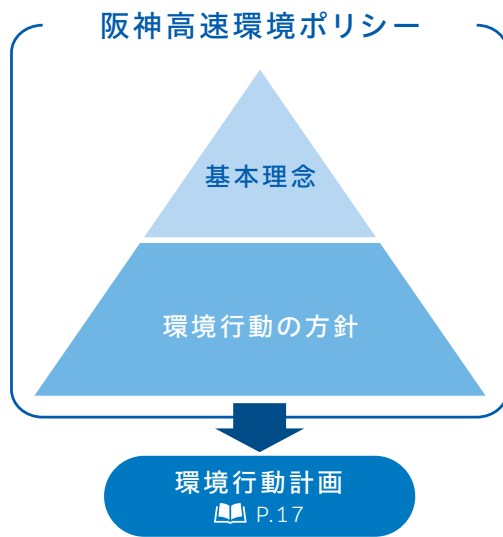 阪神高速環境ポリシー
基本理念
環境行動の方針
環境行動計画
P.17